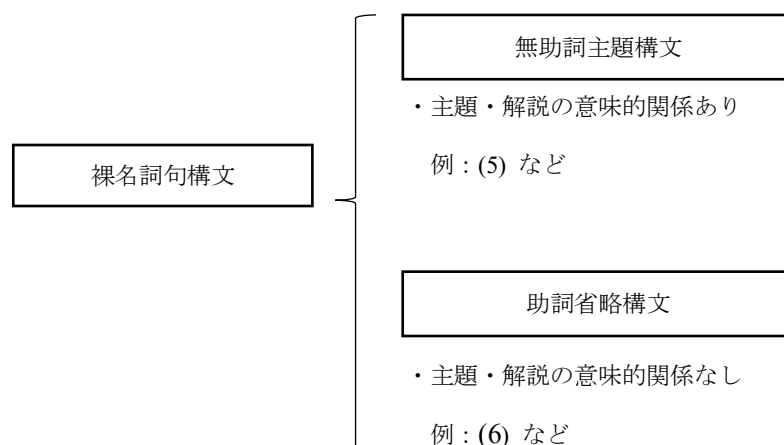 無助詞主題構文
・主題・解説の意味的関係あり
例：(5) など
裸名詞句構文
助詞省略構文
・主題・解説の意味的関係なし
例：(6) など